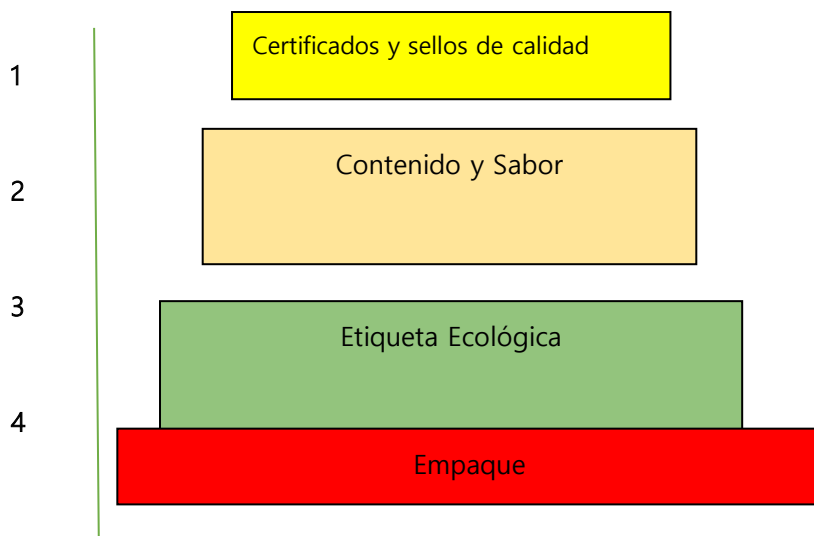 1
Certificados y sellos de calidad
2
Contenido y Sabor
3
Etiqueta Ecológica
4
Empaque